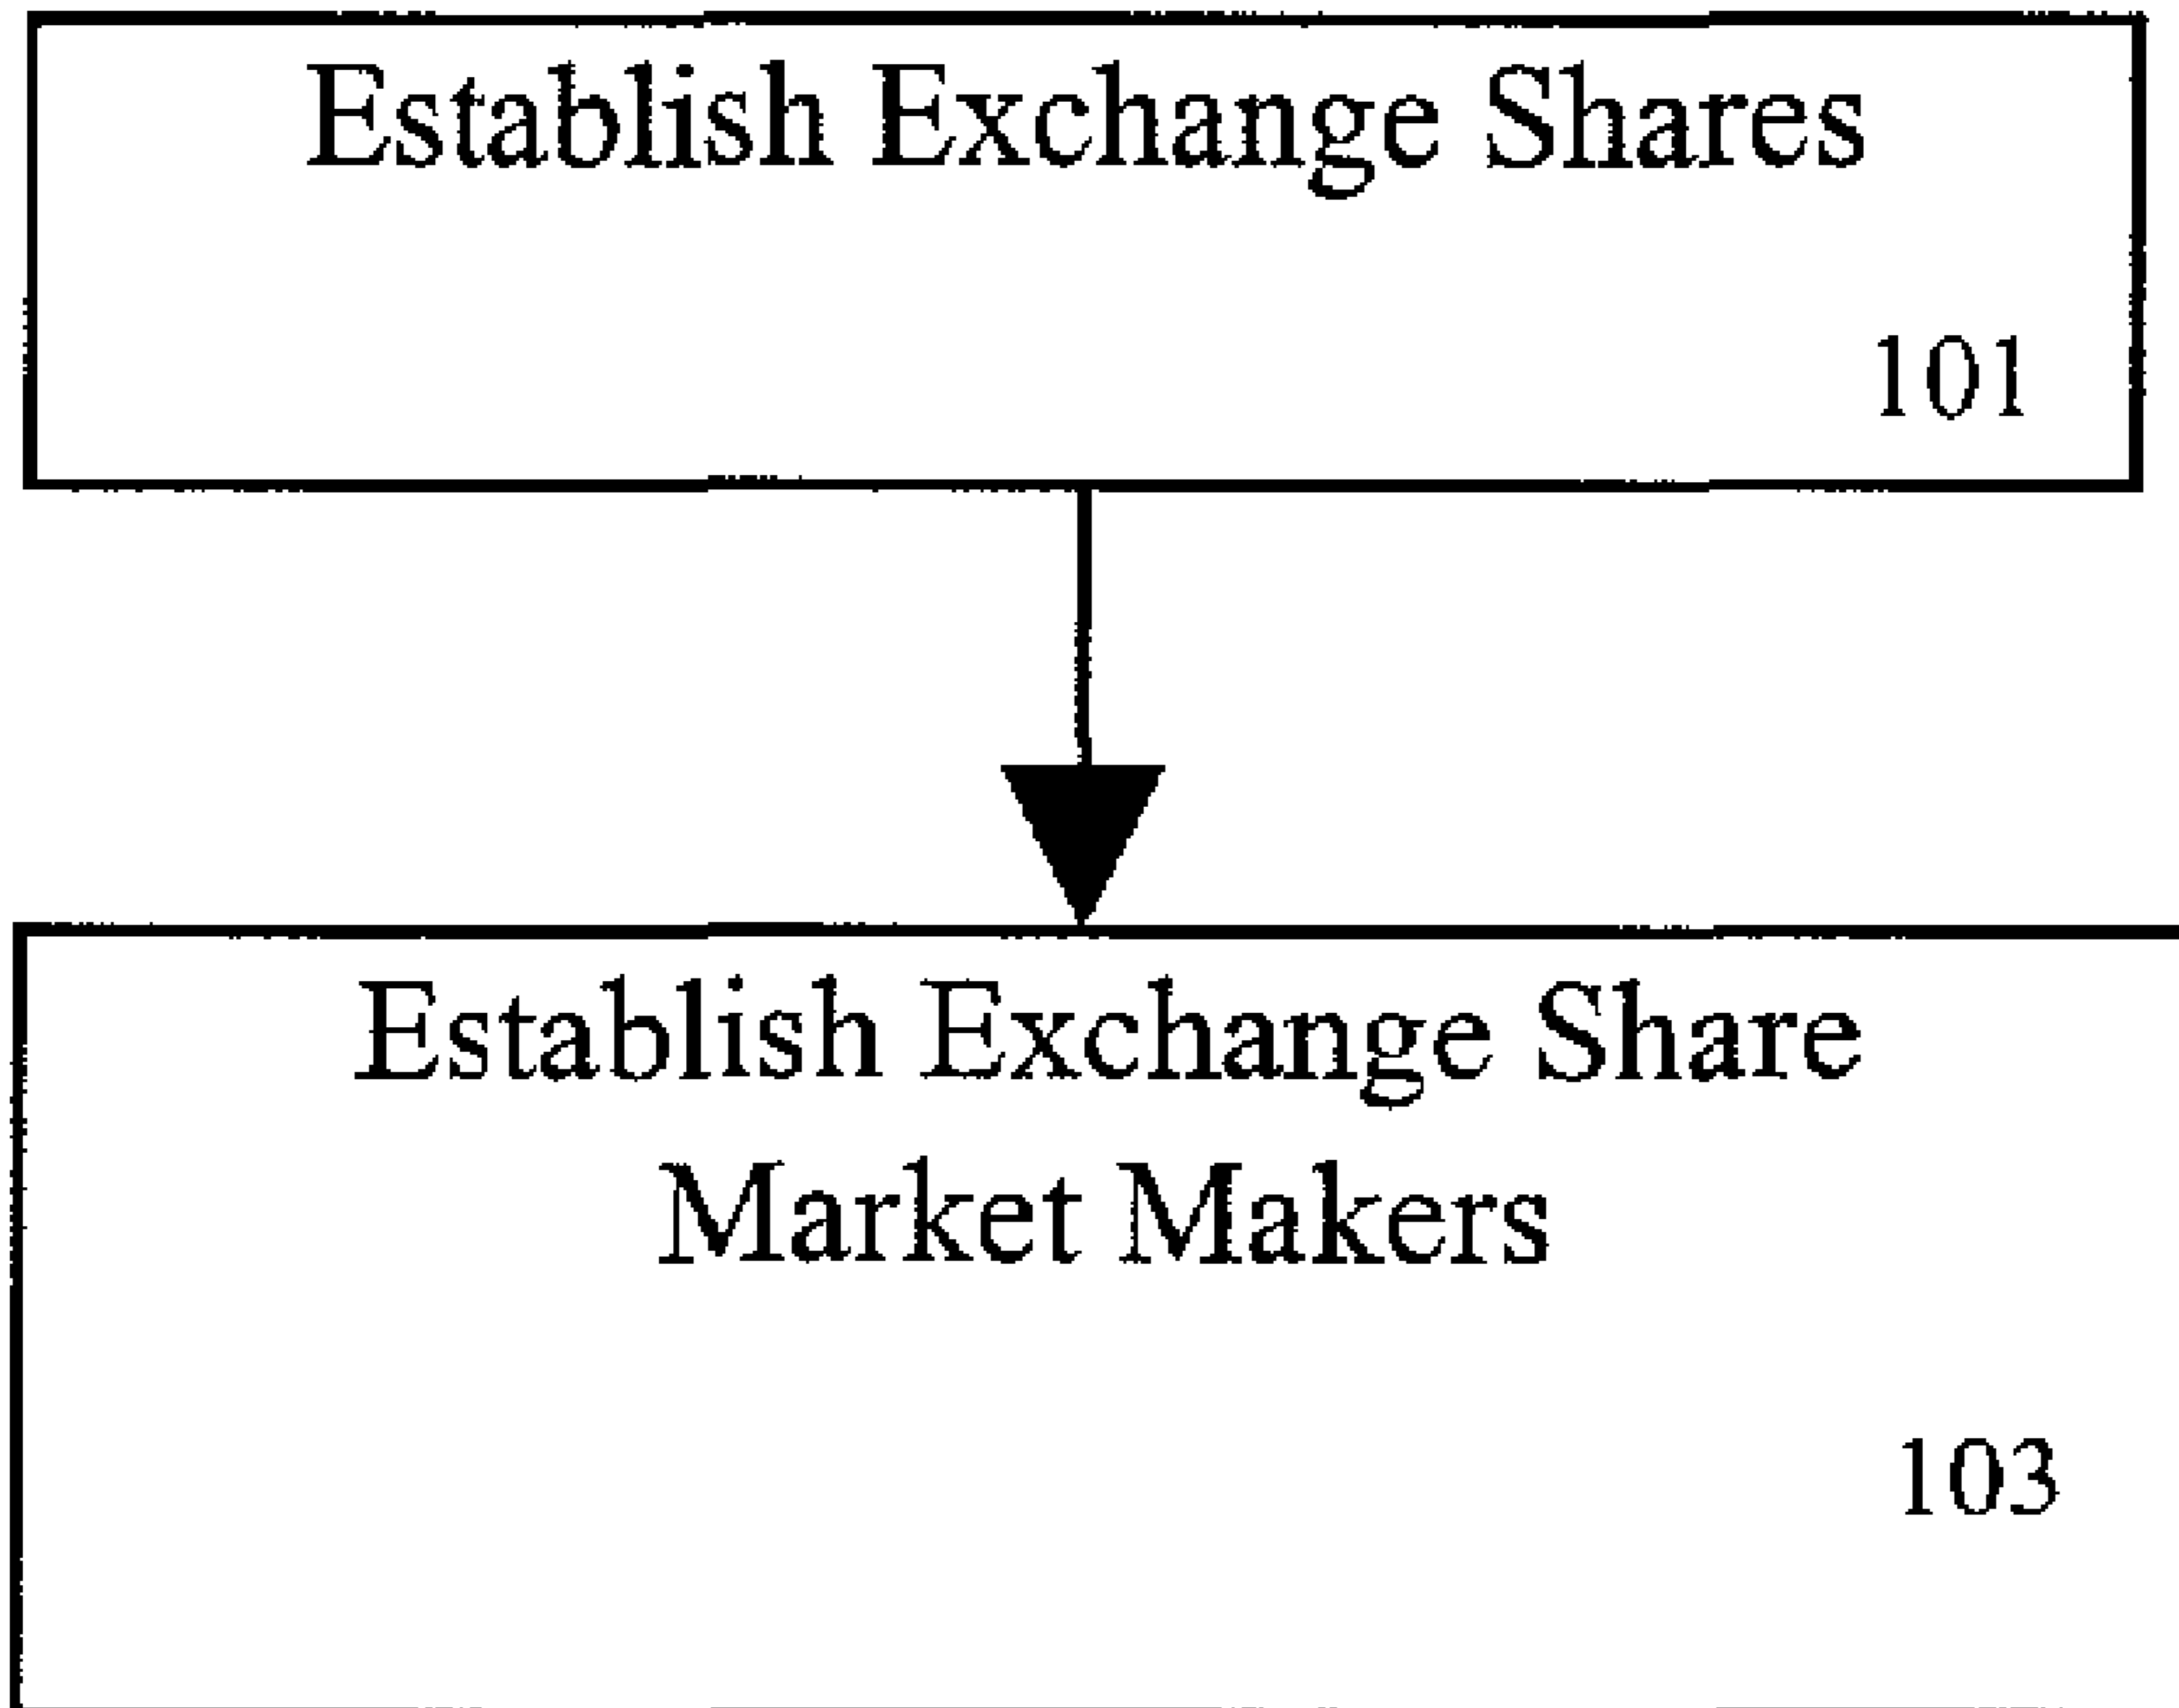 Establish Exchange Shares
101
Establish Exchange Share
Market Makers
103